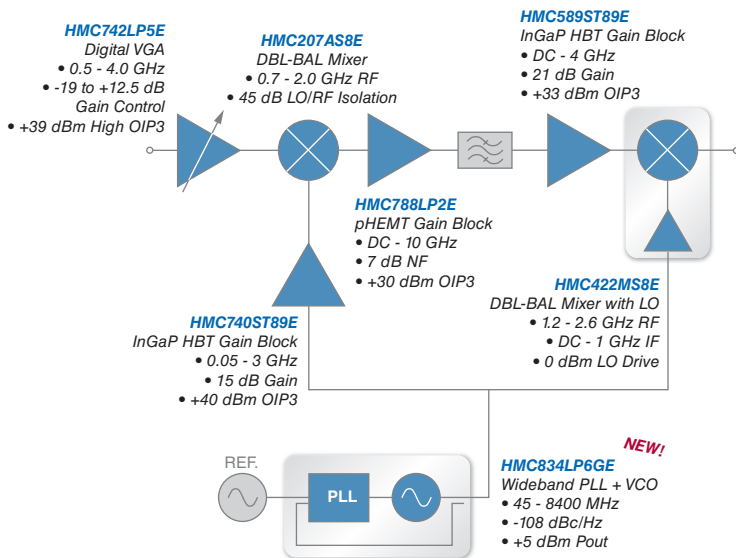 HMC742LP5E
Digital VGA
• 0.5 - 4.0 GHz
• -19 to +12.5 dB
Gain Control
• +39 dBm High OIP3
HMC207AS8E
DBL-BAL Mixer
• 0.7 - 2.0 GHz RF
• 45 dB LO/RF Isolation
HMC589ST89E
InGaP HBT Gain Block
• DC - 4 GHz
• 21 dB Gain
• +33 dBm OIP3
HMC788LP2E
pHEMT Gain Block
• DC - 10 GHz
• 7 dB NF
• +30 dBm OIP3
HMC422MS8E
DBL-BAL Mixer with LO
• 1.2 - 2.6 GHz RF
• DC - 1 GHz IF
• 0 dBm LO Drive
HMC740ST89E
InGaP HBT Gain Block
• 0.05 - 3 GHz
• 15 dB Gain
• +40 dBm OIP3
REF.
PLL
NEW!
HMC834LP6GE
Wideband PLL + VCO
• 45 - 8400 MHz
• -108 dBc/Hz
• +5 dBm Pout